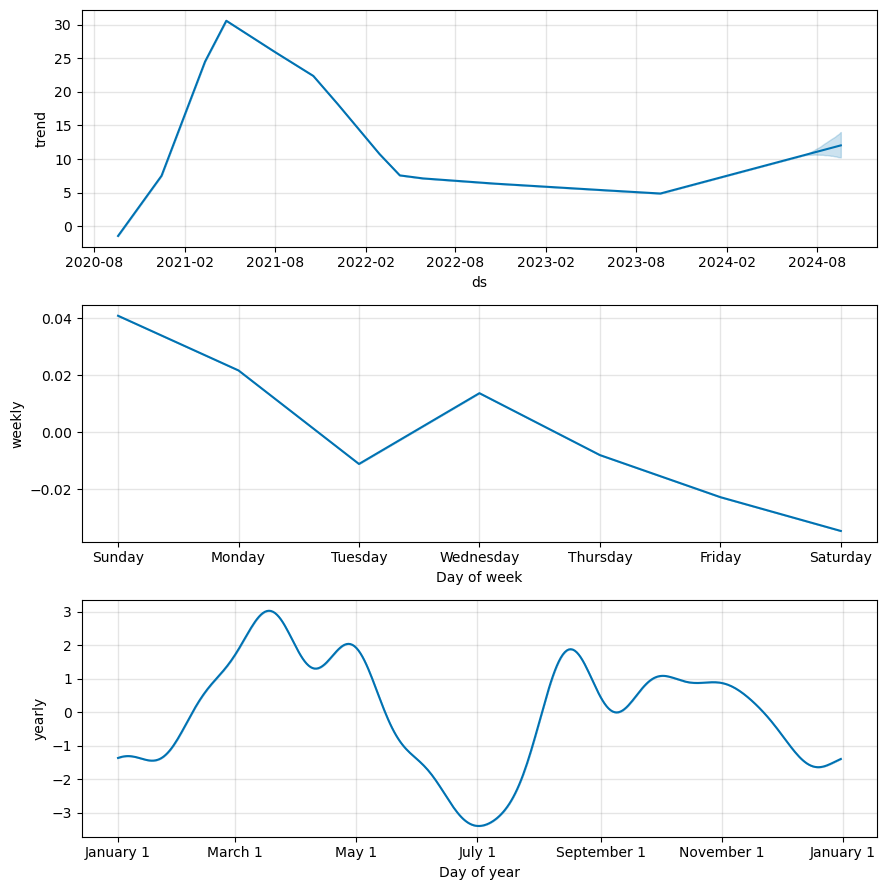 30
25
20
15
10
5
0
trend
2020-08 2021-02 2021-08 2022-02 2022-08 2023-02 2023-08 2024-02 2024-08
ds
0.04
0.02
0.00
−0.02
weekly
Sunday Monday Tuesday Wednesday Thursday Friday Saturday
Day of week
3
2
1
0
−1
−2
−3
yearly
January 1 March 1 May 1 July 1 September 1 November 1 January 1
Day of year